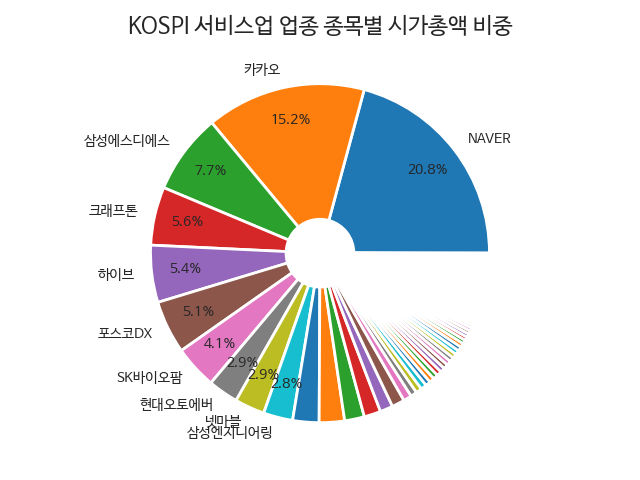 KOSPI 서비스업 업종 종목별 시가총액 비중
NAVER
20.8%
카카오
15.2%
삼성에스디에스
7.7%
크래프톤
5.6%
하이브
5.4%
포스코DX
5.1%
SK바이오팜
4.1%
현대오토에버
2.9%
넷마블
2.9%
삼성엔지니어링
2.8%